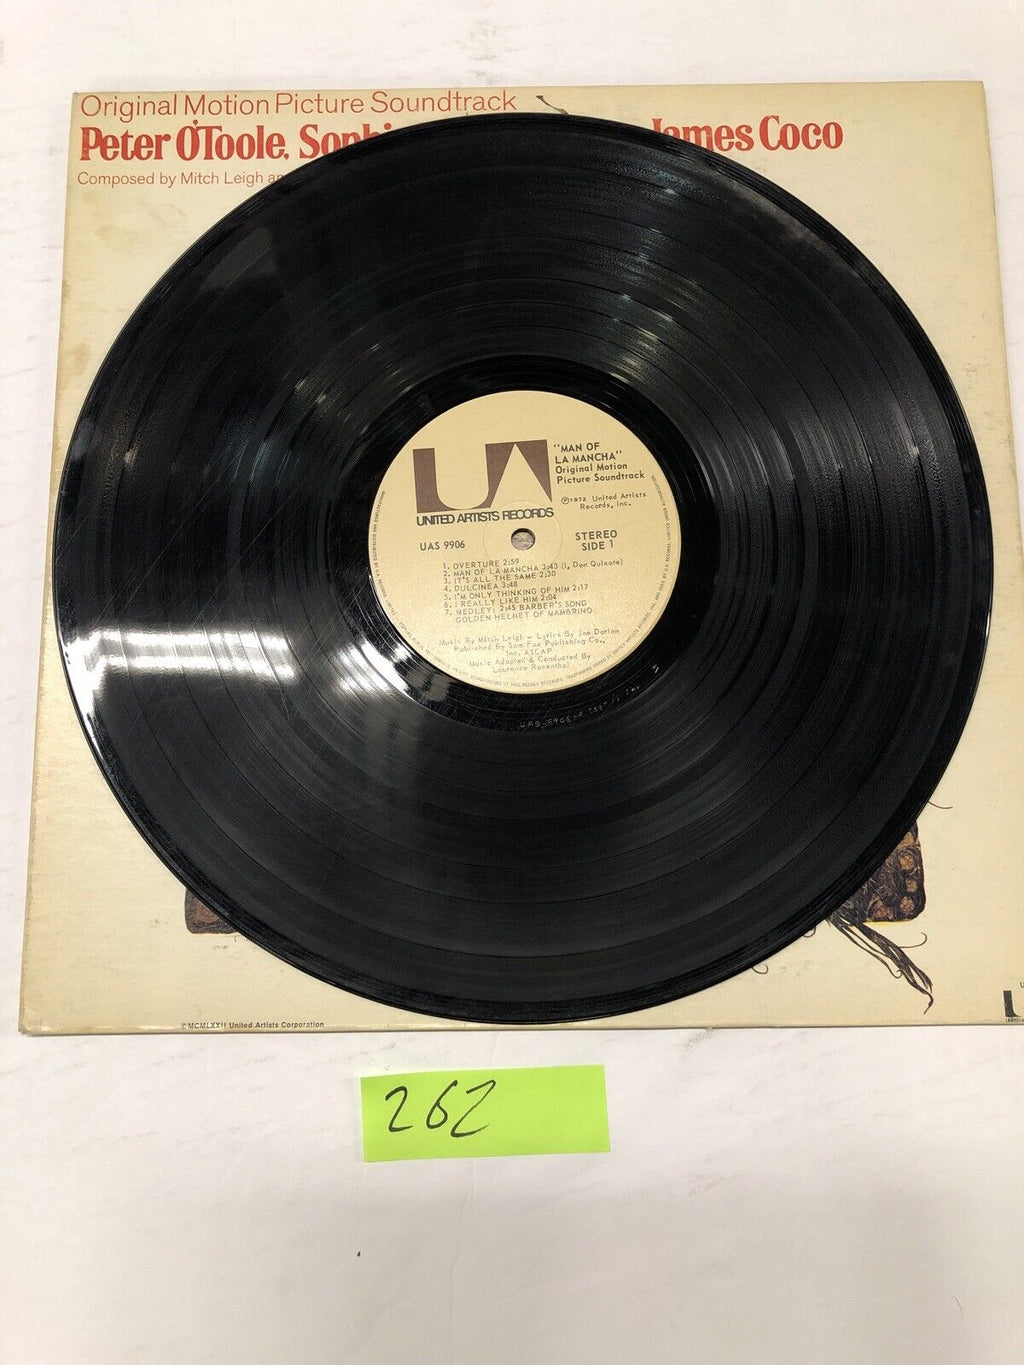 Original Motion Picture Soundtrack
Peter O'Toole, Sophi James Coco
Composed by Mitch Leigh an
UA
UNITED ARTISTS RECORDS
"MAN OF
LA MANCHA"
Original Motion
Picture Soundtrack
℗1972 United Artists
Records, Inc.
UAS 9906
STEREO
SIDE 1
1. OVERTURE 2:59
2. MAN OF LA MANCHA 3:43 (I, Don Quixote)
3. IT'S ALL THE SAME 2:30
4. DULCINEA 3:48
5. I'M ONLY THINKING OF HIM 2:17
6. I REALLY LIKE HIM 2:04
7. MEDLEY: 2:45 BARBER'S SONG
GOLDEN HELMET OF MAMBRINO
Music By Mitch Leigh – Lyrics By Joe Darion
Published By Sam Fox Publishing Co.,
Inc. ASCAP
Music Adapted & Conducted By
Laurence Rosenthal
UAS 9906
© MCMLXXII United Artists Corporation
262